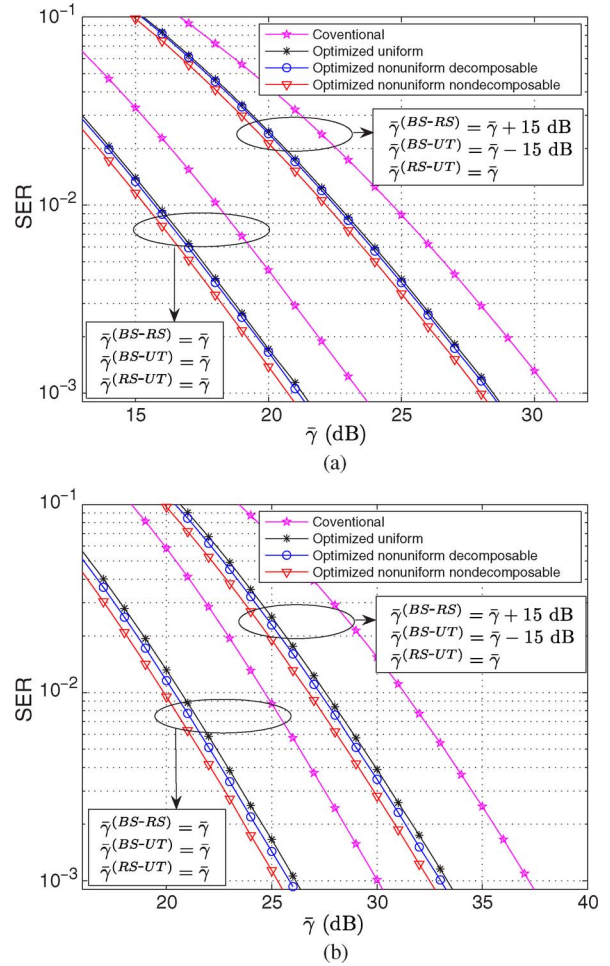 10⁻¹
10⁻²
10⁻³
SER
Coventional
Optimized uniform
Optimized nonuniform decomposable
Optimized nonuniform nondecomposable
γ̄^(BS-RS) = γ̄ + 15 dB
γ̄^(BS-UT) = γ̄ − 15 dB
γ̄^(RS-UT) = γ̄
γ̄^(BS-RS) = γ̄
γ̄^(BS-UT) = γ̄
γ̄^(RS-UT) = γ̄
15 20 25 30
γ̄ (dB)
(a)
10⁻¹
10⁻²
10⁻³
SER
Coventional
Optimized uniform
Optimized nonuniform decomposable
Optimized nonuniform nondecomposable
γ̄^(BS-RS) = γ̄ + 15 dB
γ̄^(BS-UT) = γ̄ − 15 dB
γ̄^(RS-UT) = γ̄
γ̄^(BS-RS) = γ̄
γ̄^(BS-UT) = γ̄
γ̄^(RS-UT) = γ̄
20 25 30 35 40
γ̄ (dB)
(b)